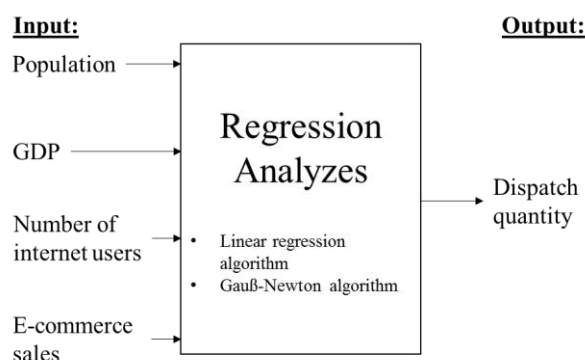 Input:
Output:
Population
GDP
Number of
internet users
E-commerce
sales
Regression
Analyzes
• Linear regression
algorithm
• Gauß-Newton algorithm
Dispatch
quantity